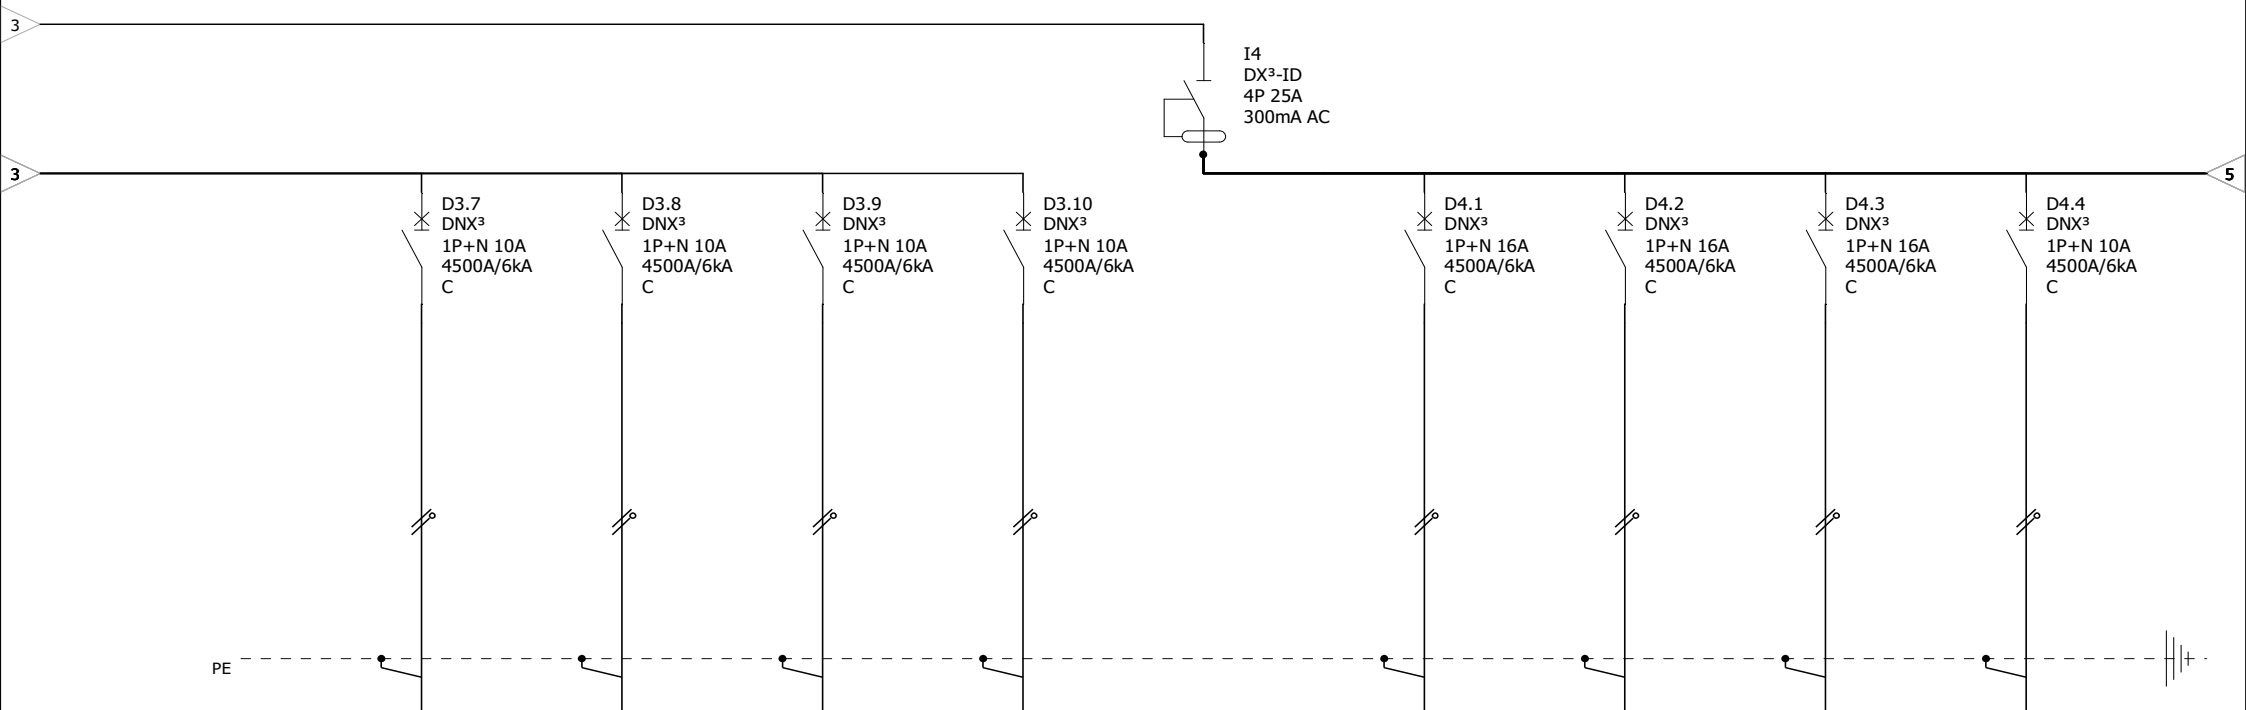 3
I4
DX³-ID
4P 25A
300mA AC
3
5
D3.7
DNX³
1P+N 10A
4500A/6kA
C
D3.8
DNX³
1P+N 10A
4500A/6kA
C
D3.9
DNX³
1P+N 10A
4500A/6kA
C
D3.10
DNX³
1P+N 10A
4500A/6kA
C
D4.1
DNX³
1P+N 16A
4500A/6kA
C
D4.2
DNX³
1P+N 16A
4500A/6kA
C
D4.3
DNX³
1P+N 16A
4500A/6kA
C
D4.4
DNX³
1P+N 10A
4500A/6kA
C
PE